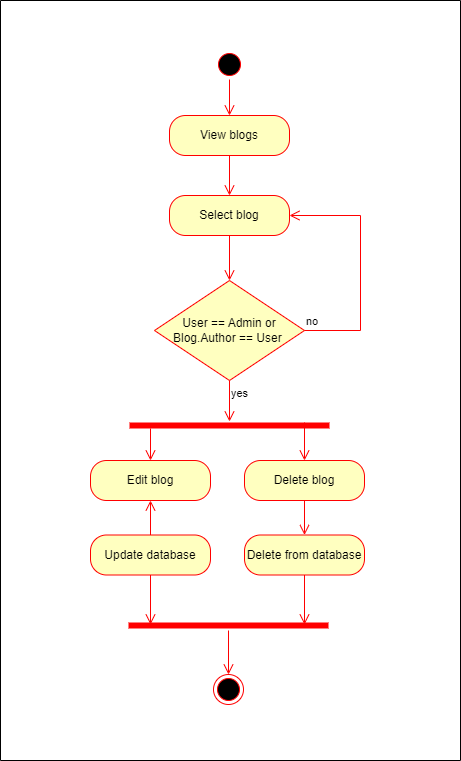 View blogs
Select blog
User == Admin or
Blog.Author == User
no
yes
Edit blog
Delete blog
Update database
Delete from database